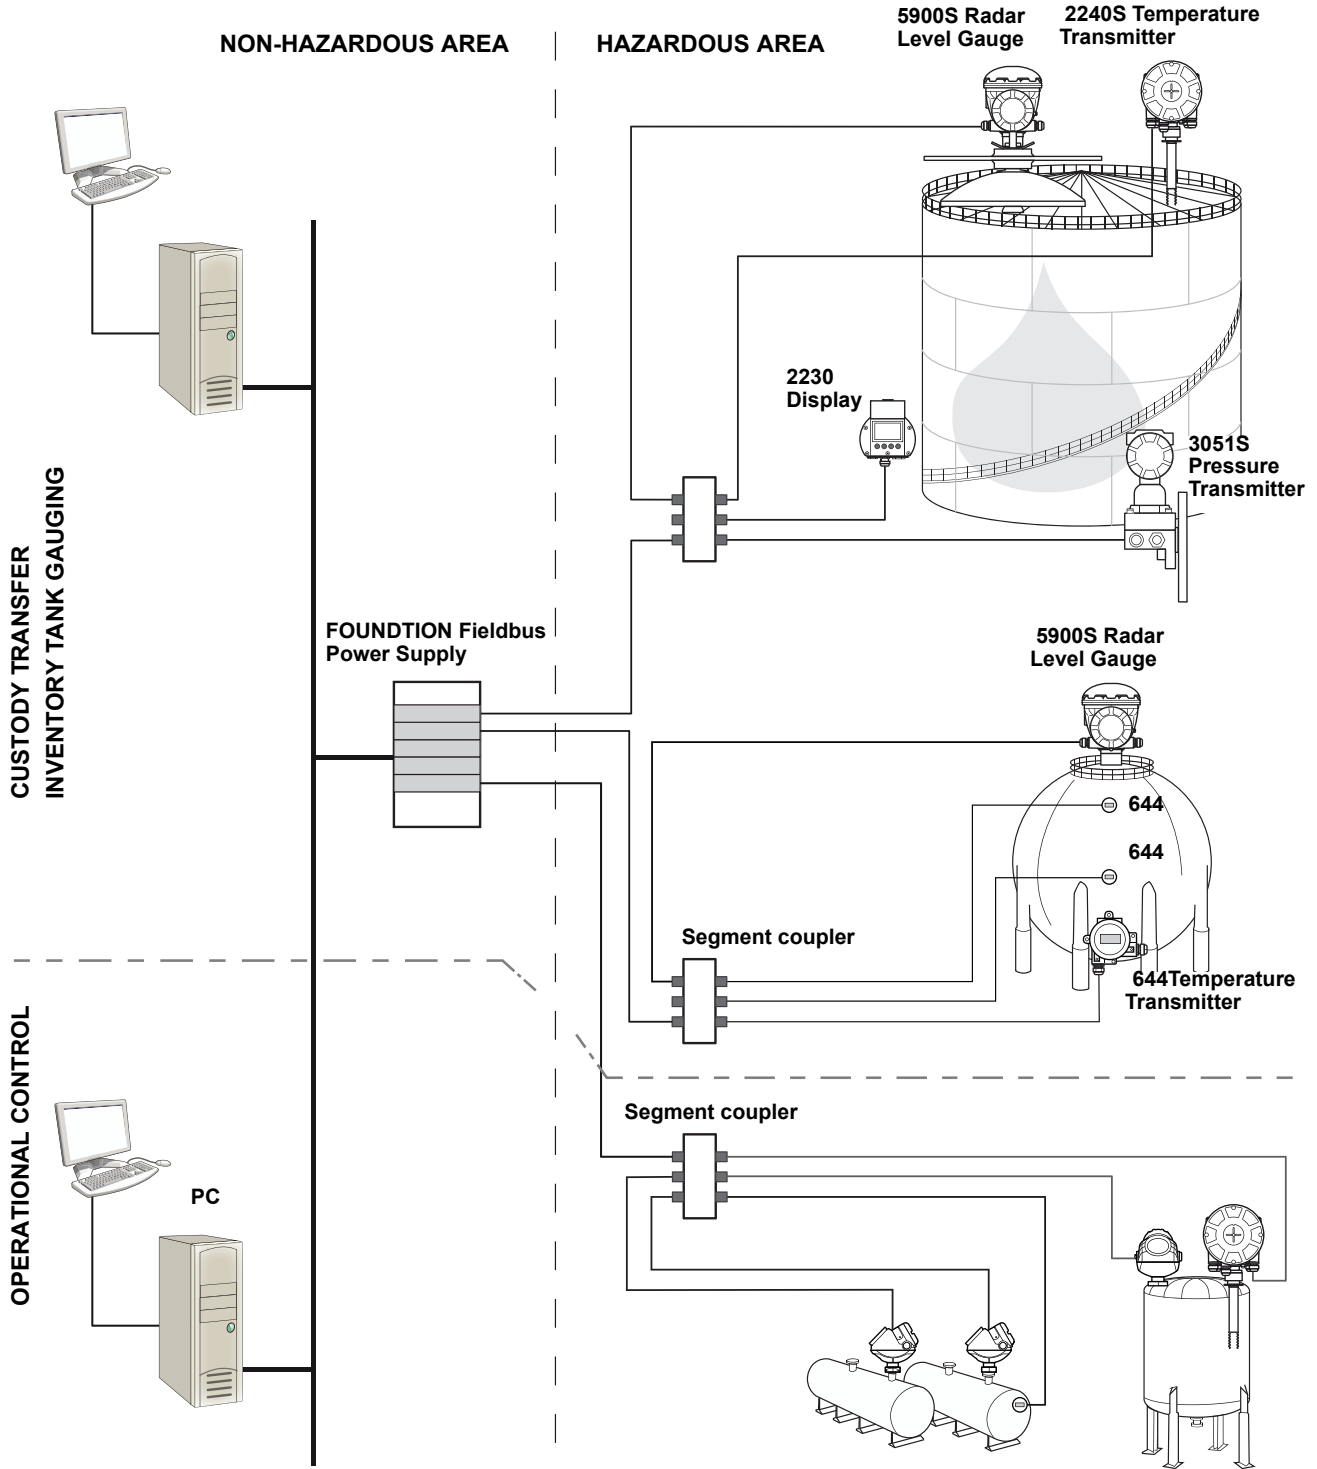 5900S Radar
Level Gauge
2240S Temperature
Transmitter
NON-HAZARDOUS AREA
HAZARDOUS AREA
2230
Display
3051S
Pressure
Transmitter
CUSTODY TRANSFER
INVENTORY TANK GAUGING
FOUNDTION Fieldbus
Power Supply
5900S Radar
Level Gauge
644
644
Segment coupler
644Temperature
Transmitter
OPERATIONAL CONTROL
Segment coupler
PC